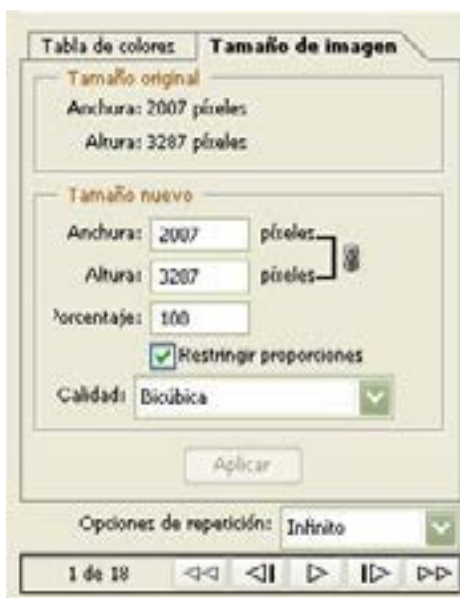 Tabla de colores Tamaño de imagen
Tamaño original
Anchura: 2007 píxeles
Altura: 3287 píxeles
Tamaño nuevo
Anchura: 2007 píxeles
Altura: 3287 píxeles
Porcentaje: 100
Restringir proporciones
Calidad: Bicúbica
Aplicar
Opciones de repetición: Infinito
1 de 18